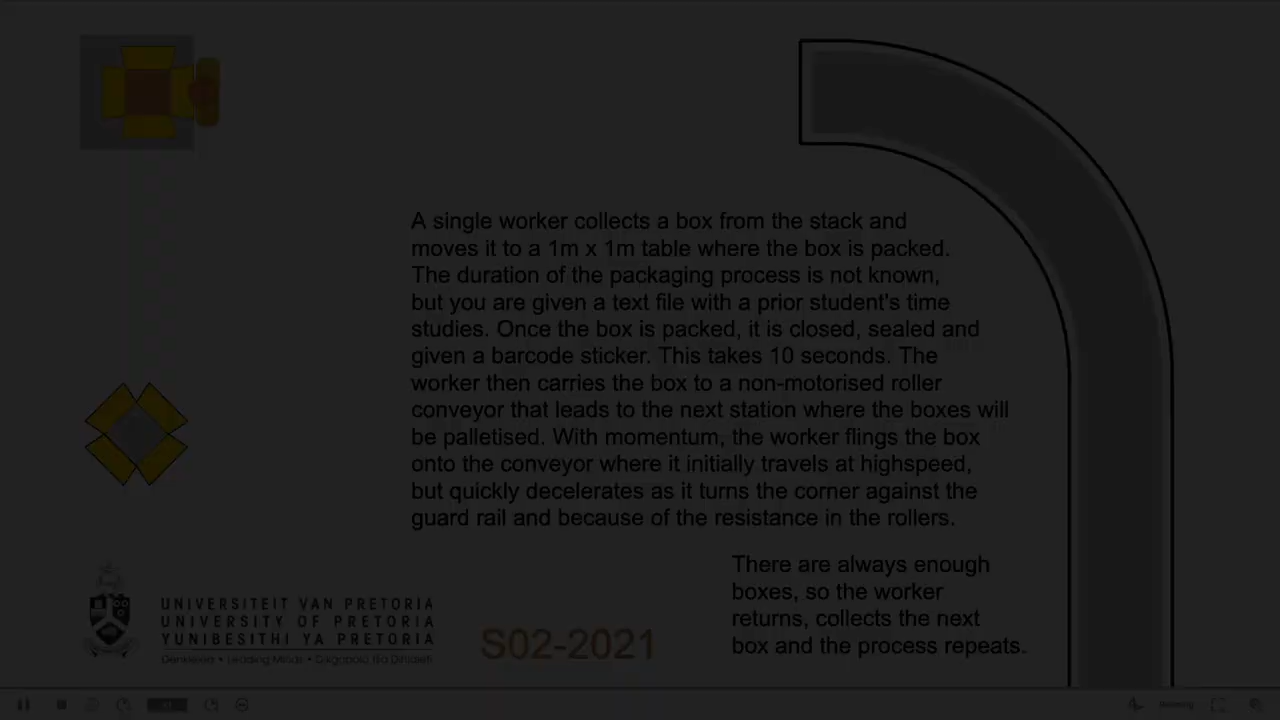 A single worker collects a box from the stack and
moves it to a 1m x 1m table where the box is packed.
The duration of the packaging process is not known,
but you are given a text file with a prior student's time
studies. Once the box is packed, it is closed, sealed and
given a barcode sticker. This takes 10 seconds. The
worker then carries the box to a non-motorised roller
conveyor that leads to the next station where the boxes will
be palletised. With momentum, the worker flings the box
onto the conveyor where it initially travels at highspeed,
but quickly decelerates as it turns the corner against the
guard rail and because of the resistance in the rollers.
There are always enough
boxes, so the worker
returns, collects the next
box and the process repeats.
UNIVERSITEIT VAN PRETORIA
UNIVERSITY OF PRETORIA
YUNIBESITHI YA PRETORIA
Denkleiers • Leading Minds • Dikgopolo tša Dihlalefi
S02-2021